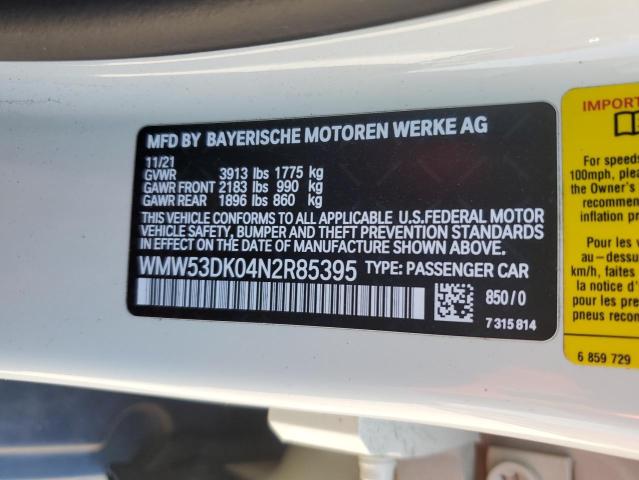 MFD BY BAYERISCHE MOTOREN WERKE AG
11/21
GVWR 3913 lbs 1775 kg
GAWR FRONT 2183 lbs 990 kg
GAWR REAR 1896 lbs 860 kg
THIS VEHICLE CONFORMS TO ALL APPLICABLE U.S.FEDERAL MOTOR
VEHICLE SAFETY, BUMPER AND THEFT PREVENTION STANDARDS
IN EFFECT ON THE DATE OF MANUFACTURE SHOWN ABOVE.
WMW53DK04N2R85395 TYPE: PASSENGER CAR
850/0
7 315 814
For speeds
100mph, plea
the Owner's
recommen
inflation pr
Pour les v
au-dessu
km/h, faites
la notice d'
pour les pre
pneus recon
6 859 729